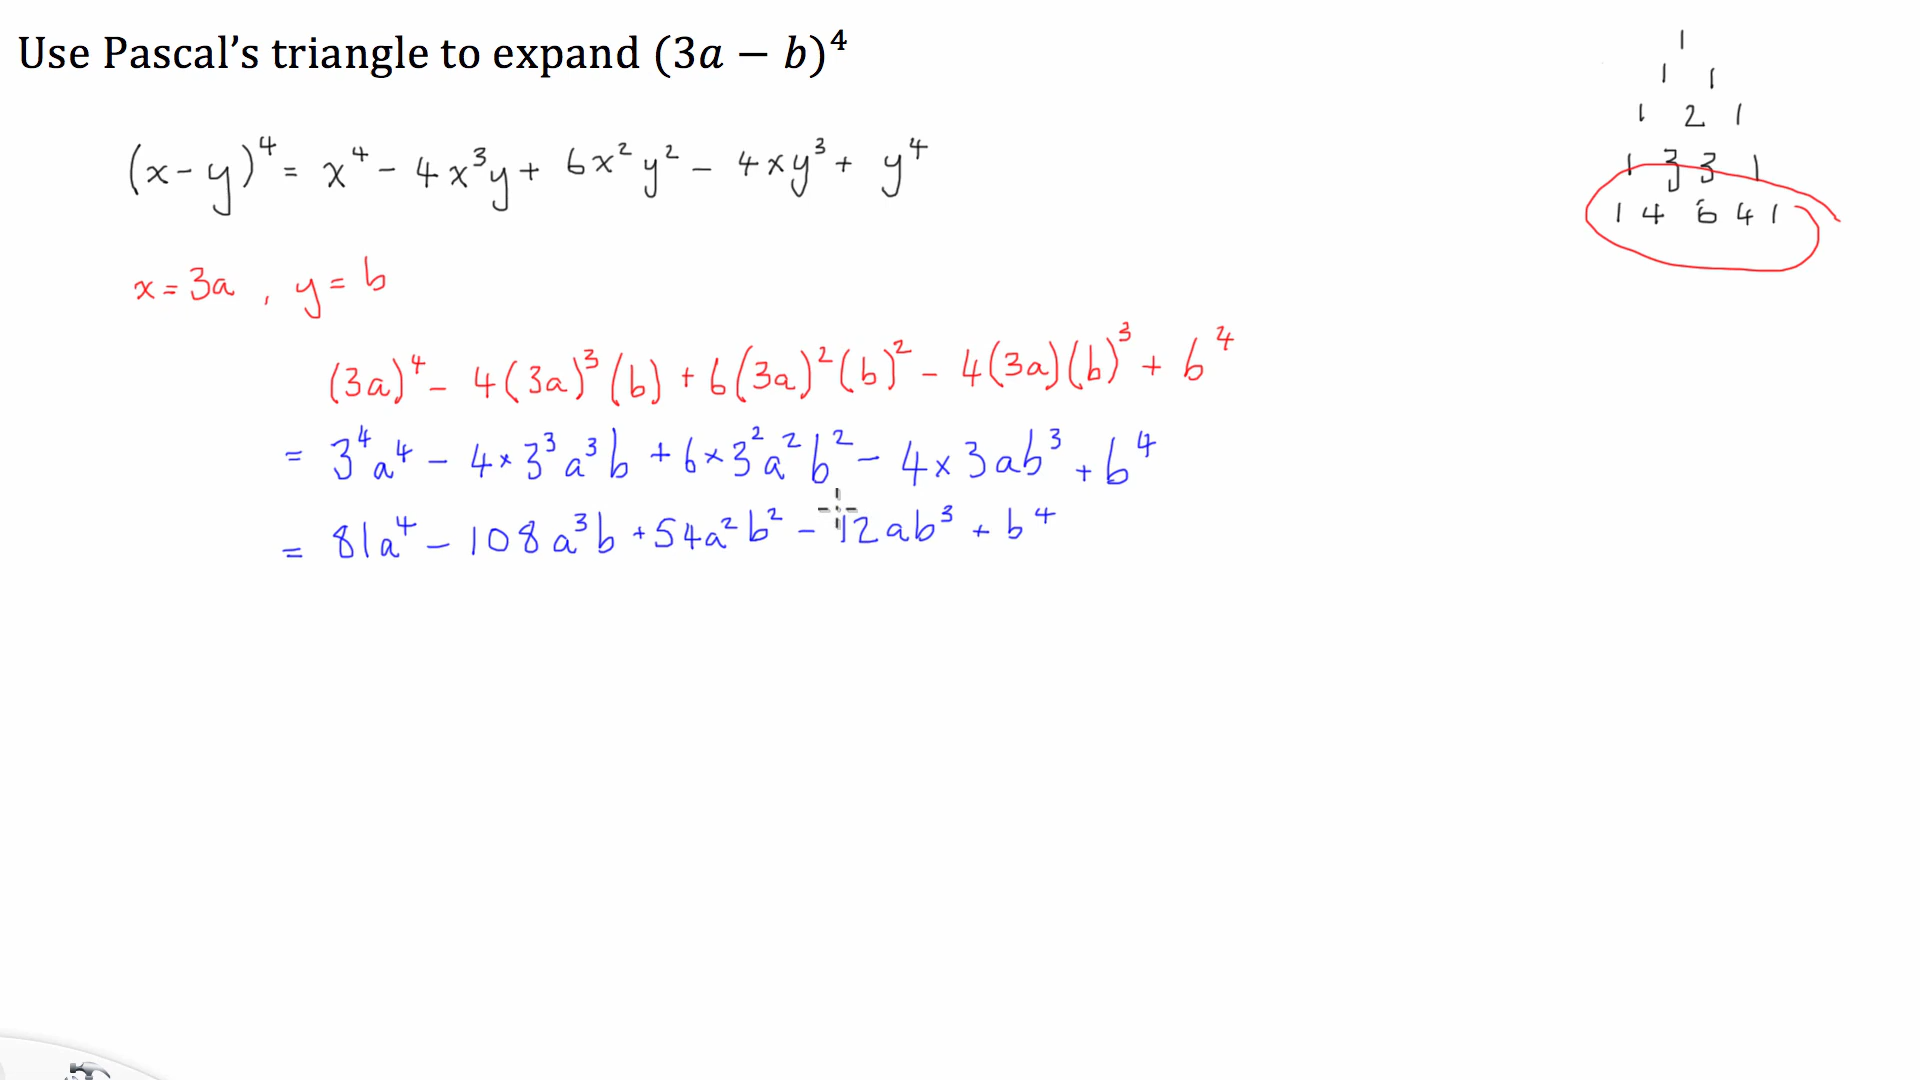 Use Pascal’s triangle to expand (3a − b)⁴
1
1 1
1 2 1
1 3 3 1
1 4 6 4 1
(x-y)⁴ = x⁴ - 4x³y + 6x²y² - 4xy³ + y⁴
x = 3a , y = b
(3a)⁴ - 4(3a)³(b) + 6(3a)²(b)² - 4(3a)(b)³ + b⁴
= 3⁴a⁴ - 4×3³a³b + 6×3²a²b² - 4×3ab³ + b⁴
= 81a⁴ - 108a³b + 54a²b² - 12ab³ + b⁴